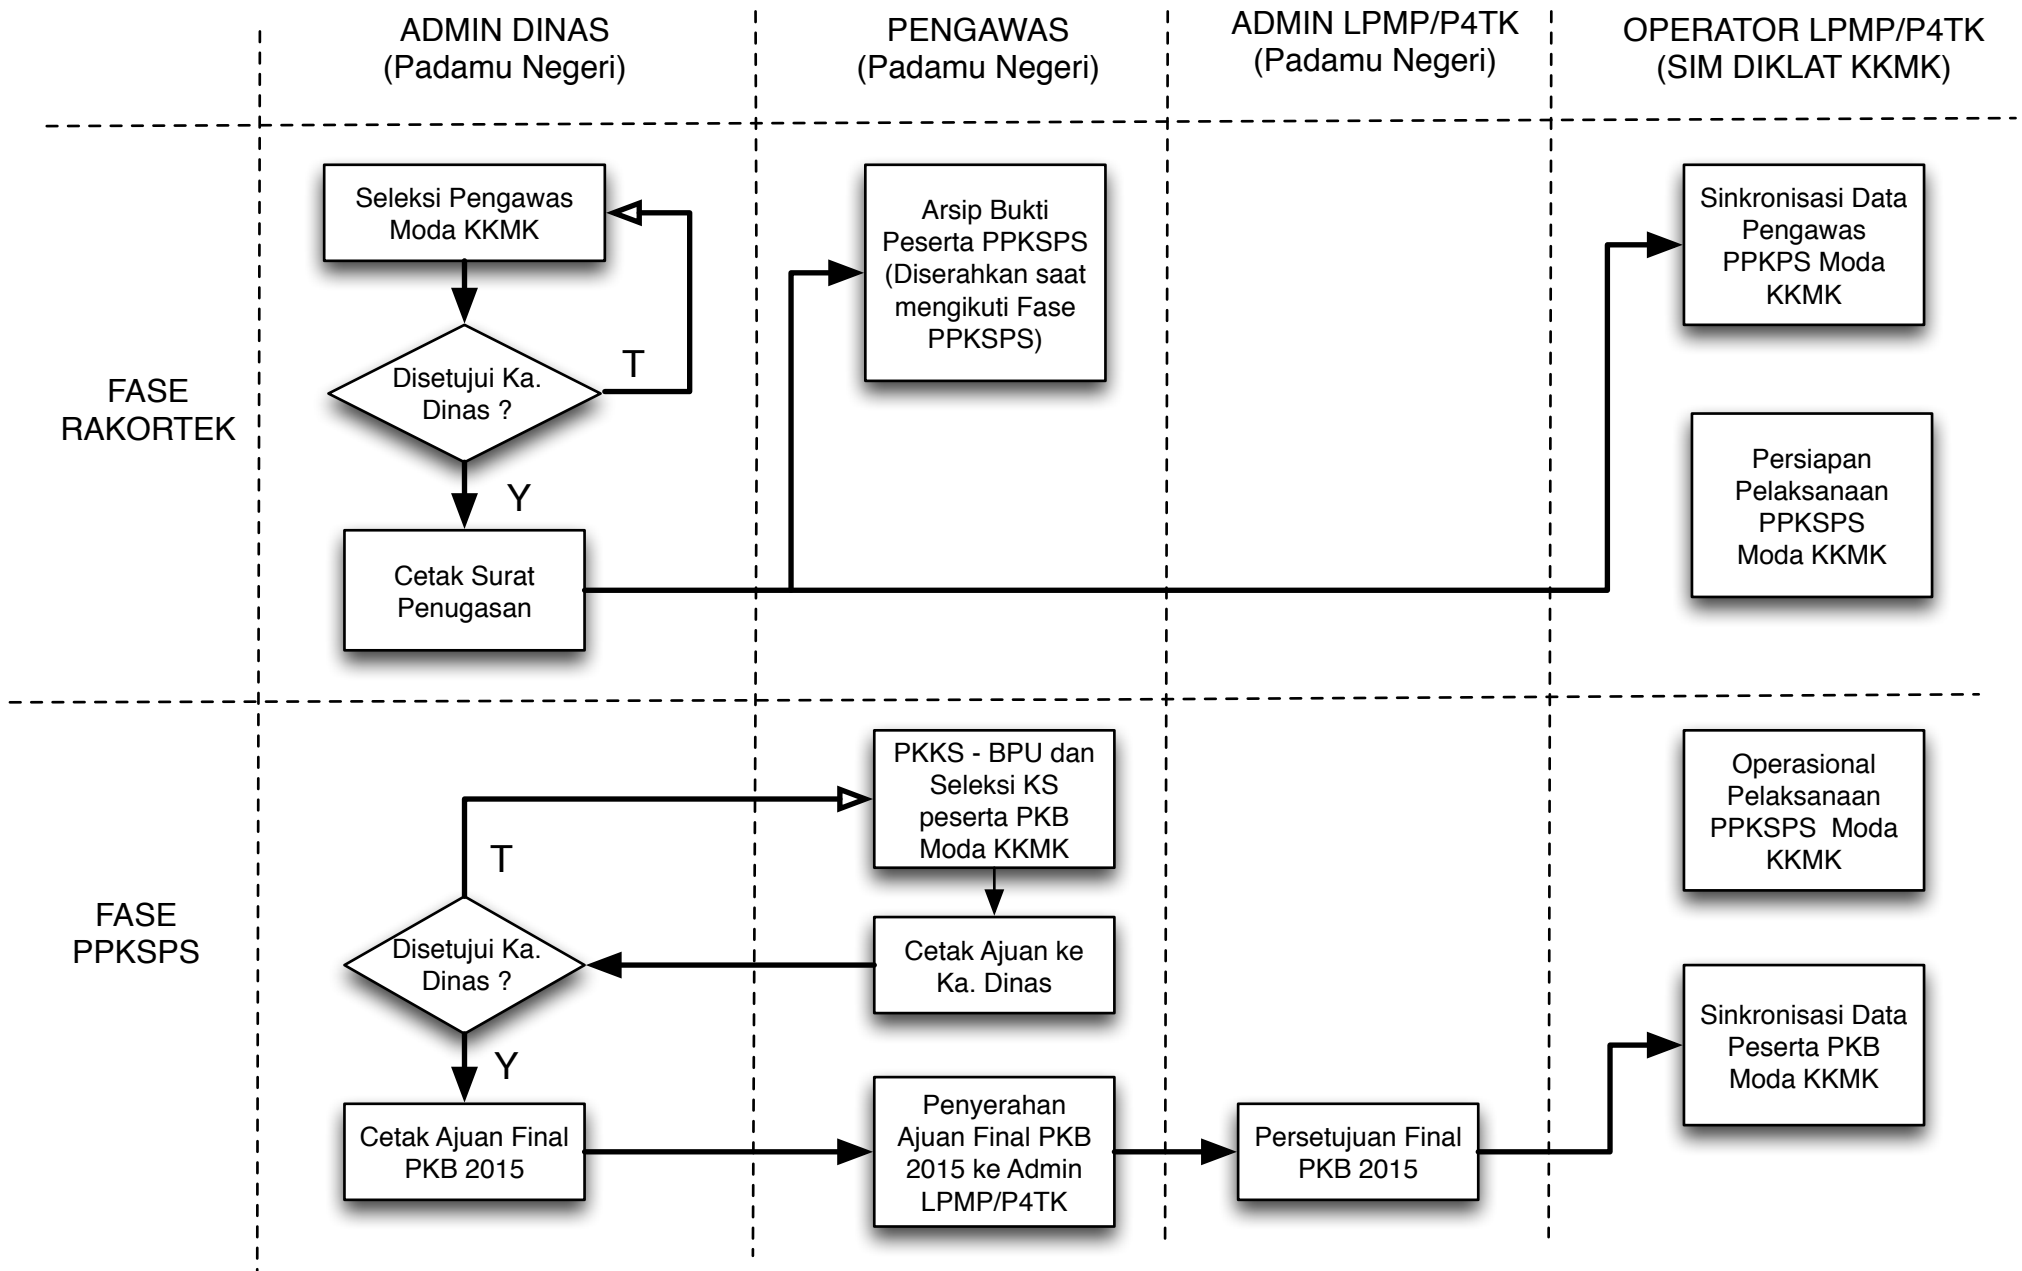 ADMIN DINAS
(Padamu Negeri)
PENGAWAS
(Padamu Negeri)
ADMIN LPMP/P4TK
(Padamu Negeri)
OPERATOR LPMP/P4TK
(SIM DIKLAT KKMK)
FASE
RAKORTEK
Seleksi Pengawas
Moda KKMK
Disetujui Ka.
Dinas ?
T
Y
Cetak Surat
Penugasan
Arsip Bukti
Peserta PPKSPS
(Diserahkan saat
mengikuti Fase
PPKSPS)
Sinkronisasi Data
Pengawas
PPKPS Moda
KKMK
Persiapan
Pelaksanaan
PPKSPS
Moda KKMK
FASE
PPKSPS
T
Disetujui Ka.
Dinas ?
Y
Cetak Ajuan Final
PKB 2015
PKKS - BPU dan
Seleksi KS
peserta PKB
Moda KKMK
Cetak Ajuan ke
Ka. Dinas
Penyerahan
Ajuan Final PKB
2015 ke Admin
LPMP/P4TK
Persetujuan Final
PKB 2015
Operasional
Pelaksanaan
PPKSPS Moda
KKMK
Sinkronisasi Data
Peserta PKB
Moda KKMK